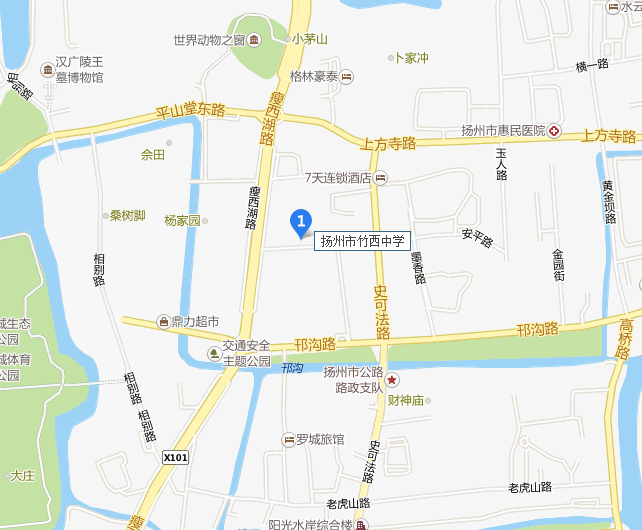 水云
世界动物之窗
小茅山
卜家冲
汉广陵王
墓博物馆
相别路
格林豪泰
横一路
平山堂东路
瘦西湖路
上方寺路
扬州市惠民医院
上方寺路
佘田
玉人路
7天连锁酒店
黄金坝路
桑树脚
杨家园
瘦西湖路
1
扬州市竹西中学
安平路
墨香路
金园街
相别路
史可法路
鼎力超市
邗沟路
邗沟路
高桥路
城生态
公园
交通安全
主题公园
城体育
公园
邗沟
扬州市公路
路政支队
相别路
相别路
财神庙
罗城旅馆
X101
史可法路
大庄
老虎山路
老虎山路
阳光水岸综合楼